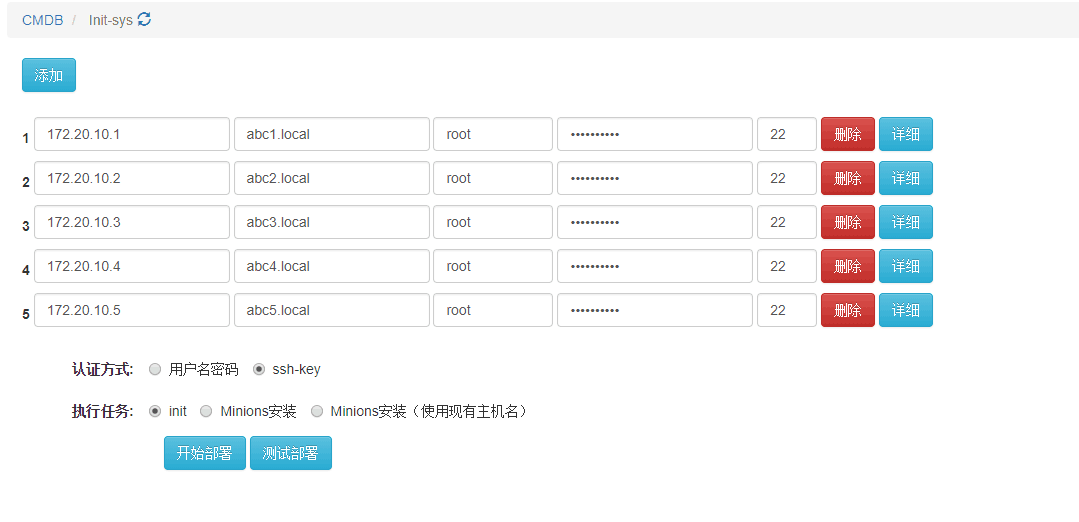 CMDB / Init-sys
添加
1 172.20.10.1 abc1.local root •••••••••• 22 删除 详细
2 172.20.10.2 abc2.local root •••••••••• 22 删除 详细
3 172.20.10.3 abc3.local root •••••••••• 22 删除 详细
4 172.20.10.4 abc4.local root •••••••••• 22 删除 详细
5 172.20.10.5 abc5.local root •••••••••• 22 删除 详细
认证方式: 用户名密码 ssh-key
执行任务: init Minions安装 Minions安装（使用现有主机名）
开始部署 测试部署